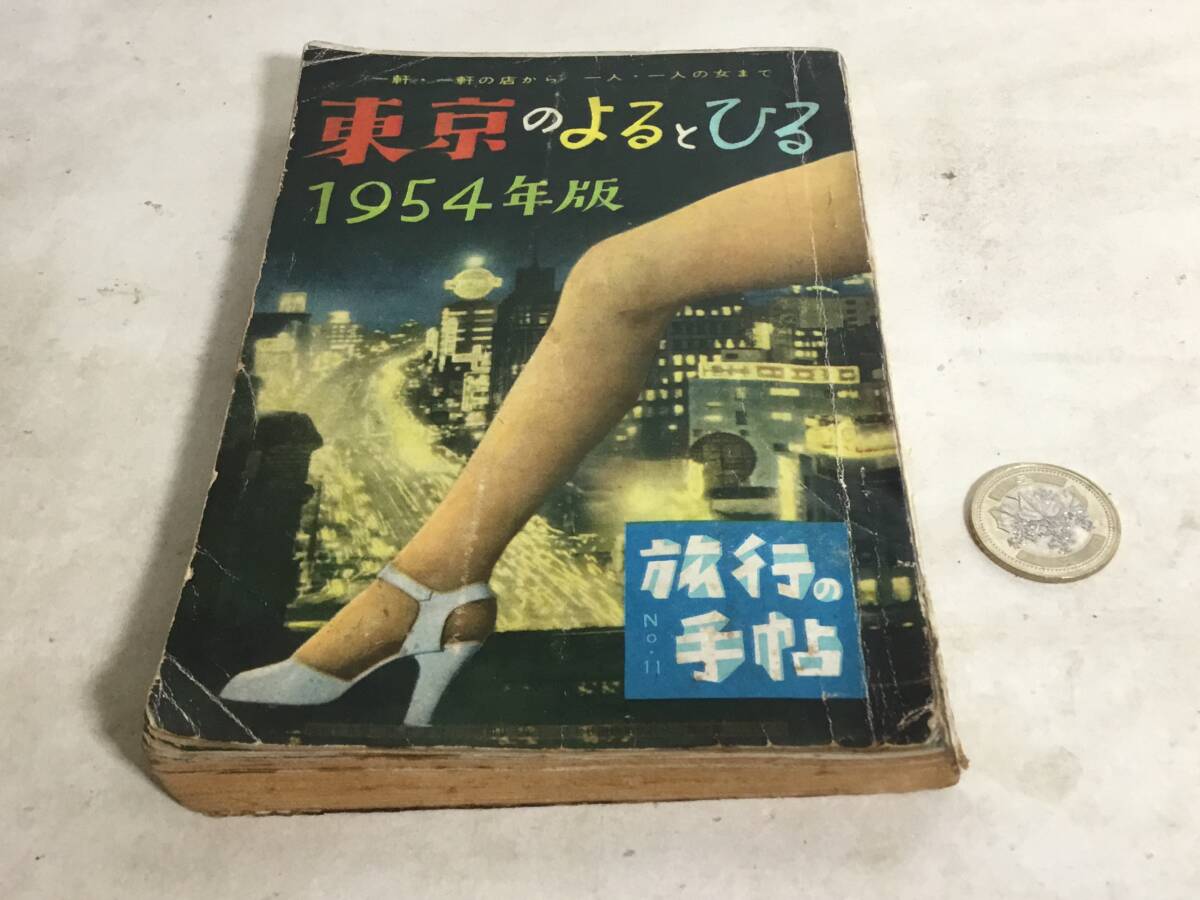 一軒・一軒の店から 一人・一人の女まで
東京のよるとひる
1954年版
旅行の
手帖
No.11